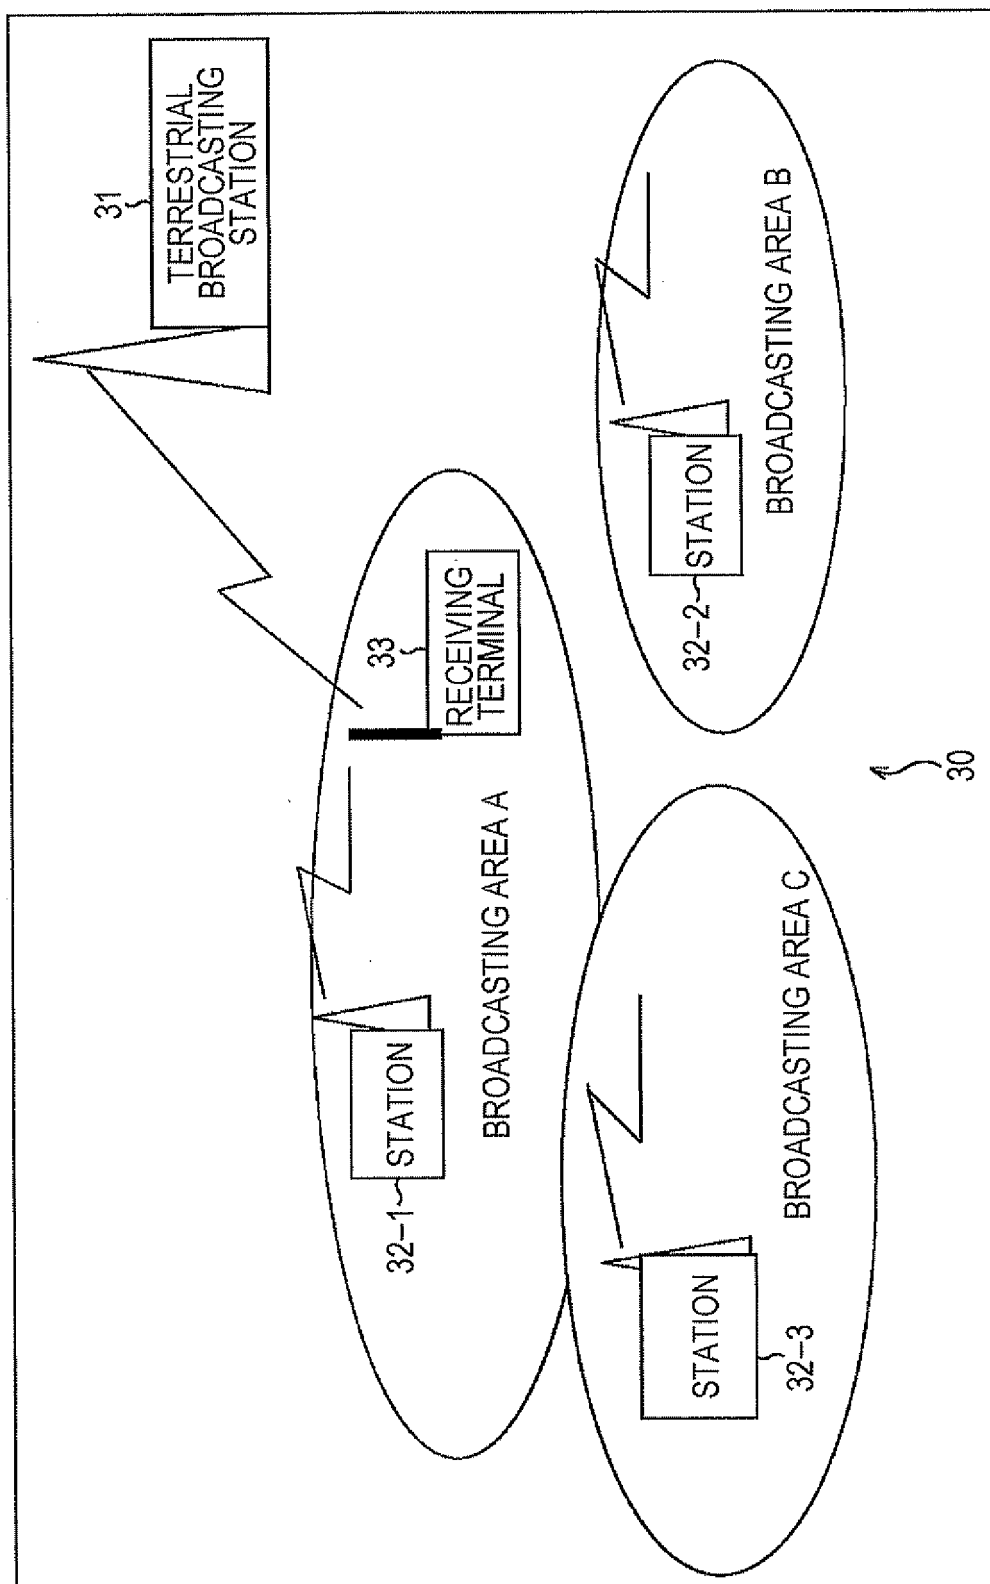 31
TERRESTRIAL
BROADCASTING
STATION
33
RECEIVING
TERMINAL
32-1
STATION
BROADCASTING AREA A
32-2
STATION
BROADCASTING AREA B
STATION
32-3
BROADCASTING AREA C
30